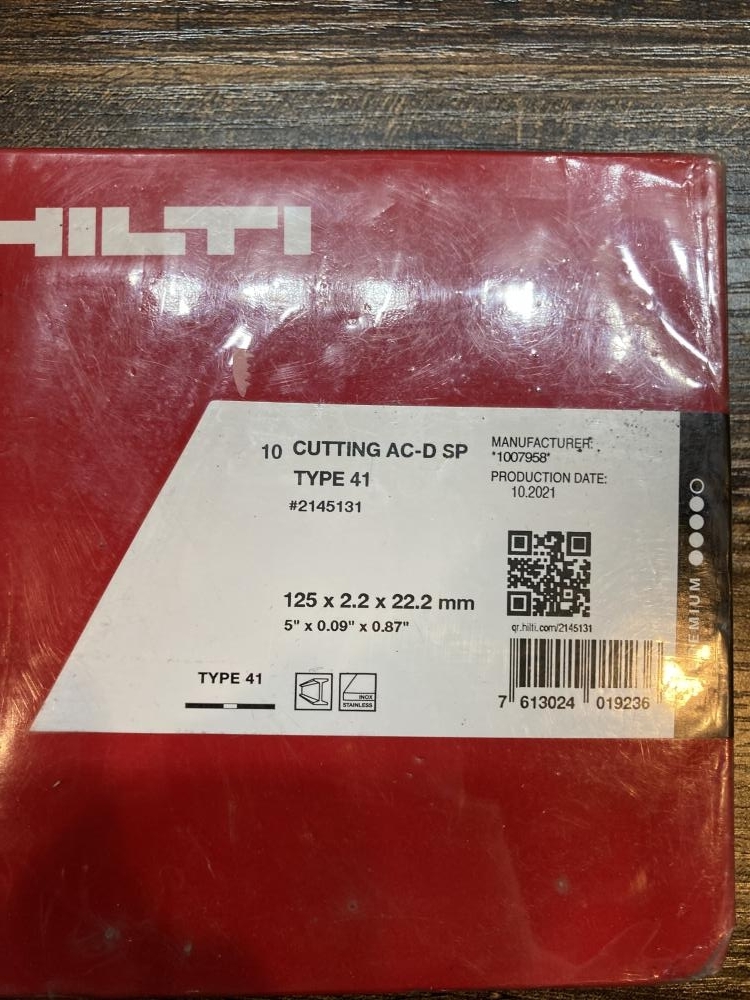 HILTI
10 CUTTING AC-D SP
TYPE 41
#2145131
MANUFACTURER:
*1007958*
PRODUCTION DATE:
10.2021
125 x 2.2 x 22.2 mm
5" x 0.09" x 0.87"
qr.hilti.com/2145131
TYPE 41
INOX
STAINLESS
7 613024 019236
EMIUM